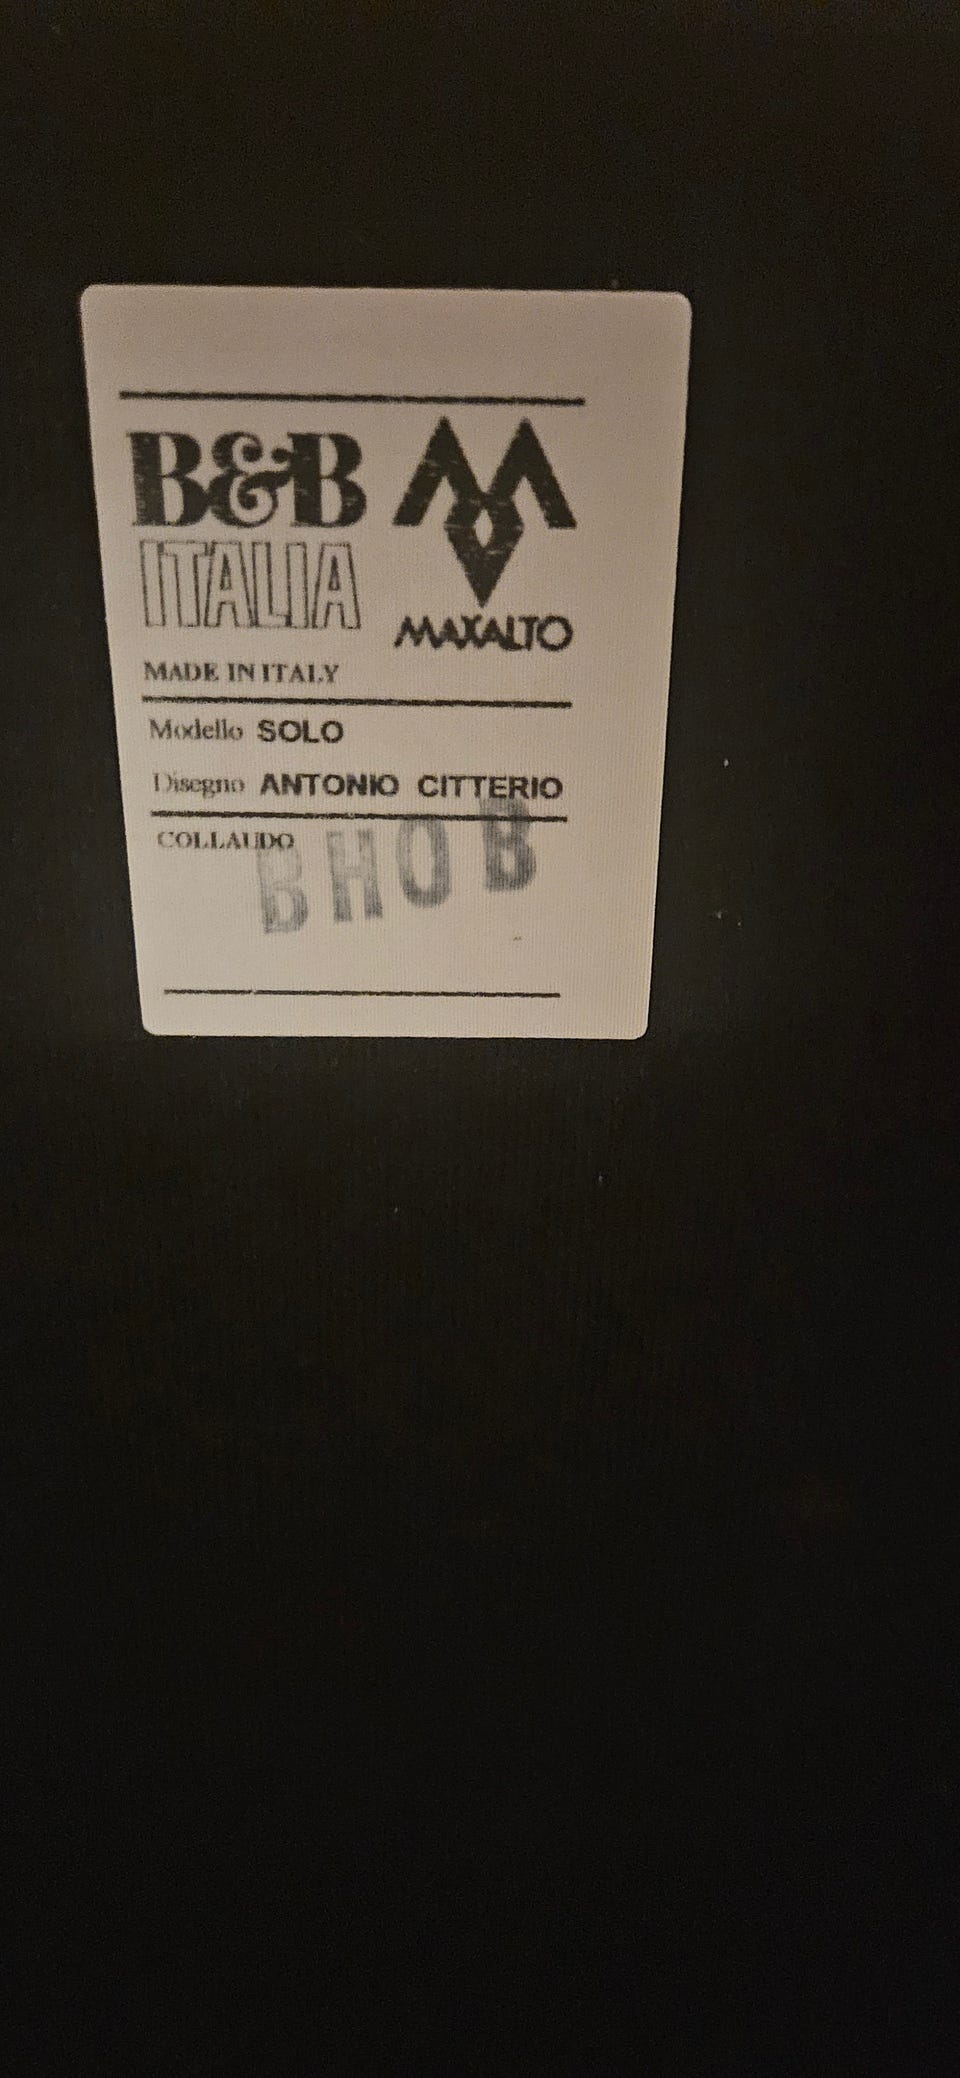 B&B
ITALIA
MAXALTO
MADE IN ITALY
Modello SOLO
Disegno ANTONIO CITTERIO
COLLAUDO
BHOB